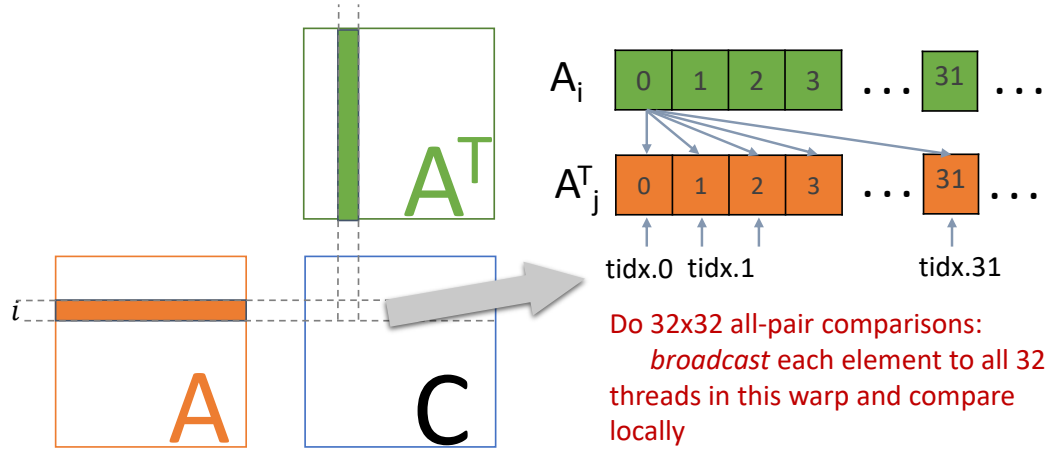 A^T
i
A
C
A_i 0 1 2 3 ... 31 ...
A^T_j 0 1 2 3 ... 31 ...
tidx.0 tidx.1 tidx.31
Do 32x32 all-pair comparisons:
broadcast each element to all 32
threads in this warp and compare
locally